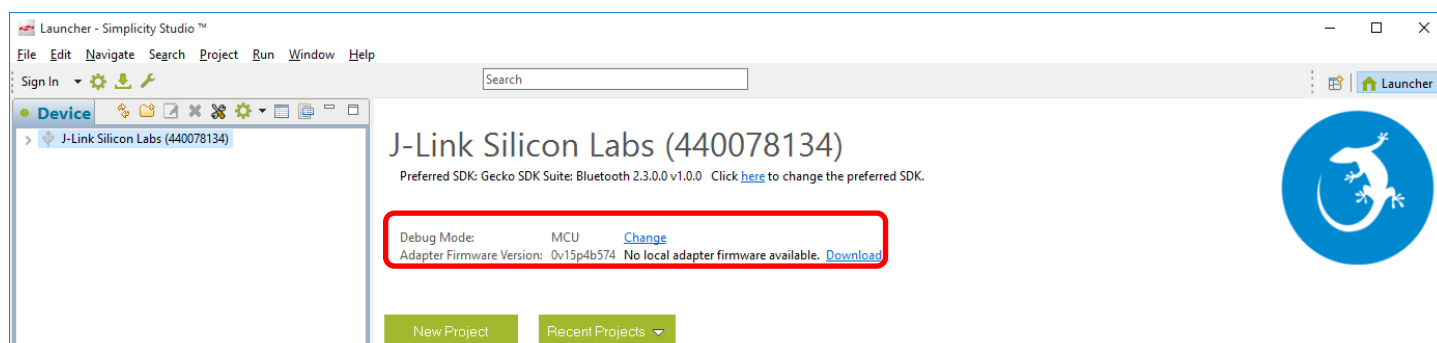 Launcher - Simplicity Studio ™
File Edit Navigate Search Project Run Window Help
Sign In
Search
Launcher
Device
J-Link Silicon Labs (440078134)
J-Link Silicon Labs (440078134)
Preferred SDK: Gecko SDK Suite: Bluetooth 2.3.0.0 v1.0.0 Click here to change the preferred SDK.
Debug Mode: MCU Change
Adapter Firmware Version: 0v15p4b574 No local adapter firmware available. Download
New Project Recent Projects